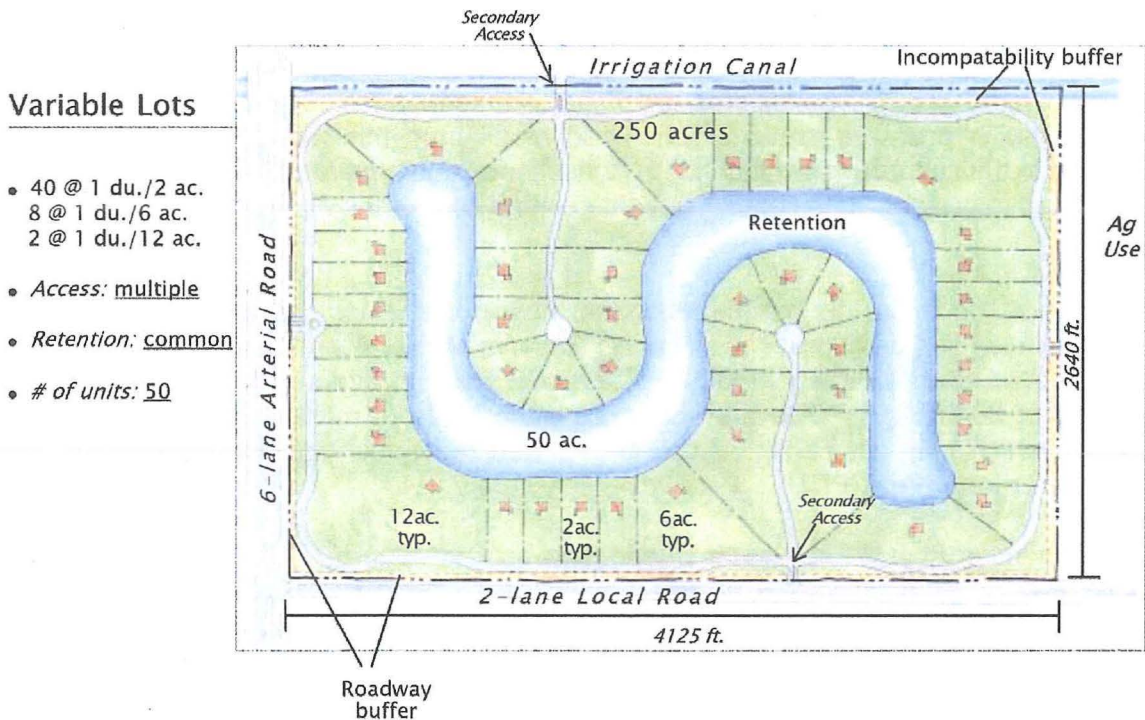 Secondary
Access
Irrigation Canal
Incompatability buffer
Variable Lots
250 acres
• 40 @ 1 du./2 ac.
8 @ 1 du./6 ac.
2 @ 1 du./12 ac.
• Access: multiple
• Retention: common
• # of units: 50
6-lane Arterial Road
Retention
Ag
Use
2640 ft.
50 ac.
12ac.
typ.
2ac.
typ.
6ac.
typ.
Secondary
Access
2-lane Local Road
4125 ft.
Roadway
buffer